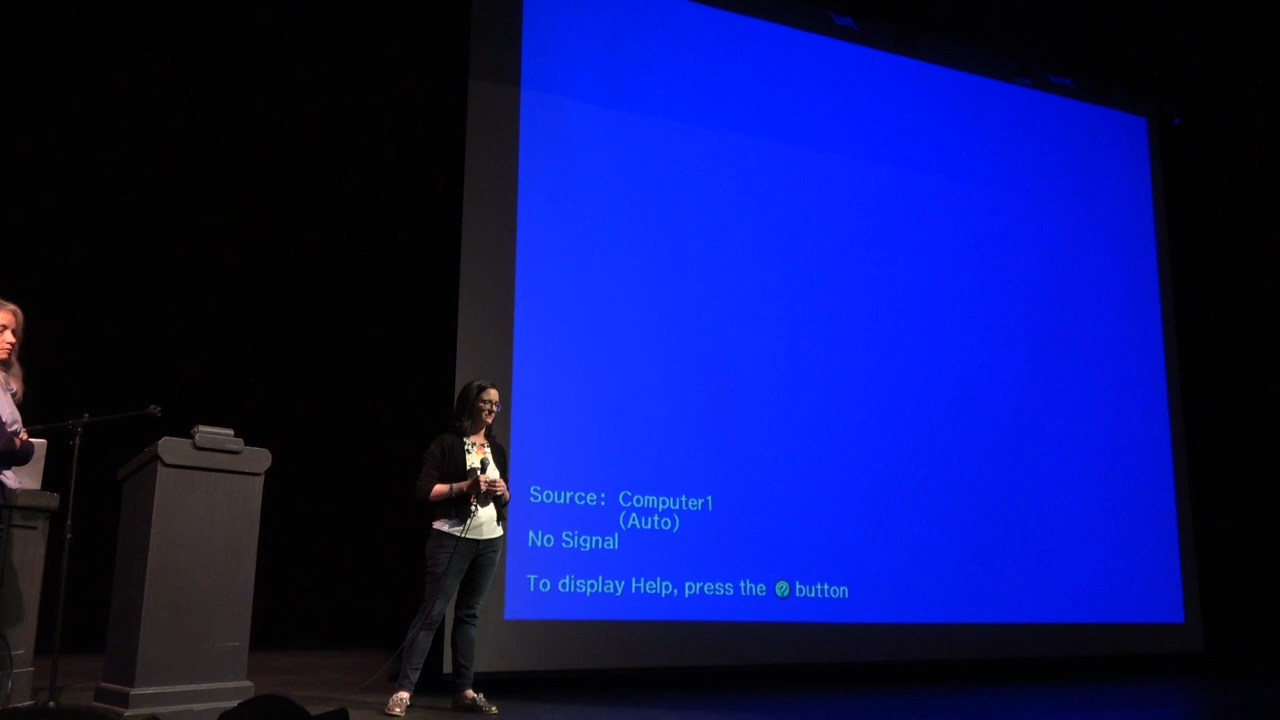 Source: Computer1
(Auto)
No Signal
To display Help, press the ? button